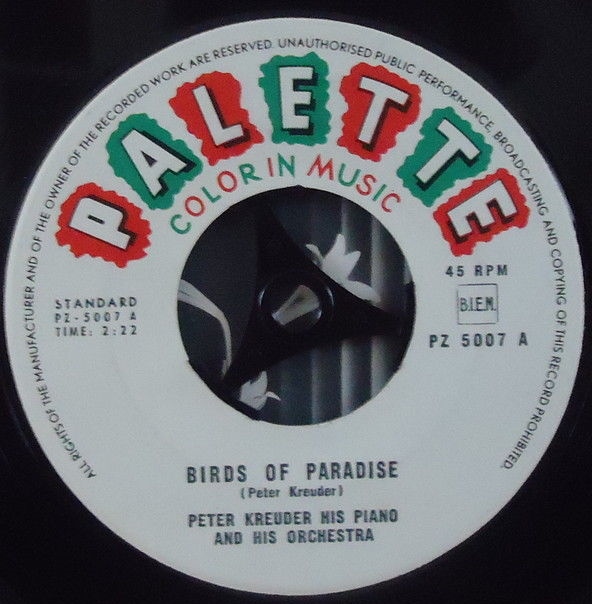 ALL RIGHTS OF THE MANUFACTURER AND OF THE OWNER OF THE RECORDED WORK ARE RESERVED. UNAUTHORISED PUBLIC PERFORMANCE, BROADCASTING AND COPYING OF THIS RECORD PROHIBITED.
PALETTE
COLOR IN MUSIC
STANDARD
PZ-5007 A
TIME: 2:22
45 RPM
B.I.E.M.
PZ 5007 A
BIRDS OF PARADISE
(Peter Kreuder)
PETER KREUDER HIS PIANO
AND HIS ORCHESTRA